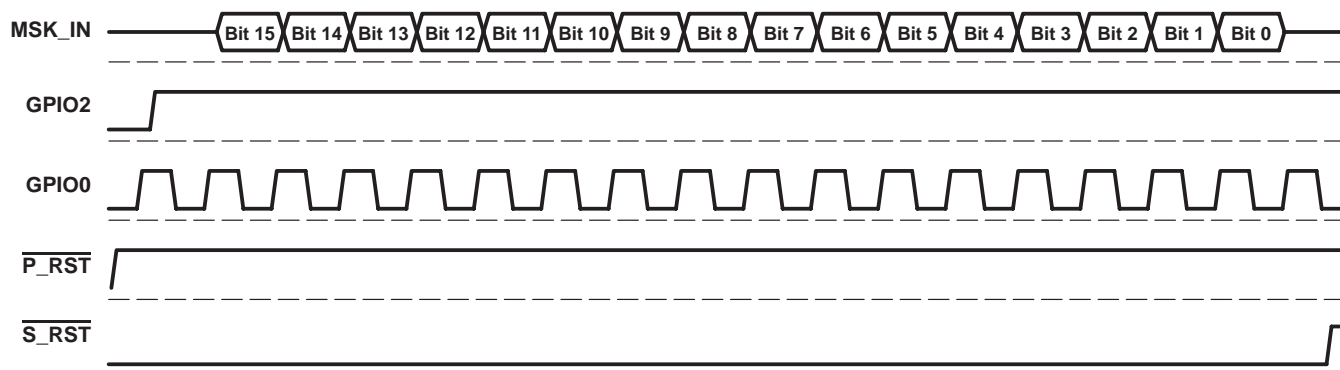 MSK_IN Bit 15 Bit 14 Bit 13 Bit 12 Bit 11 Bit 10 Bit 9 Bit 8 Bit 7 Bit 6 Bit 5 Bit 4 Bit 3 Bit 2 Bit 1 Bit 0
GPIO2
GPIO0
P_RST
S_RST